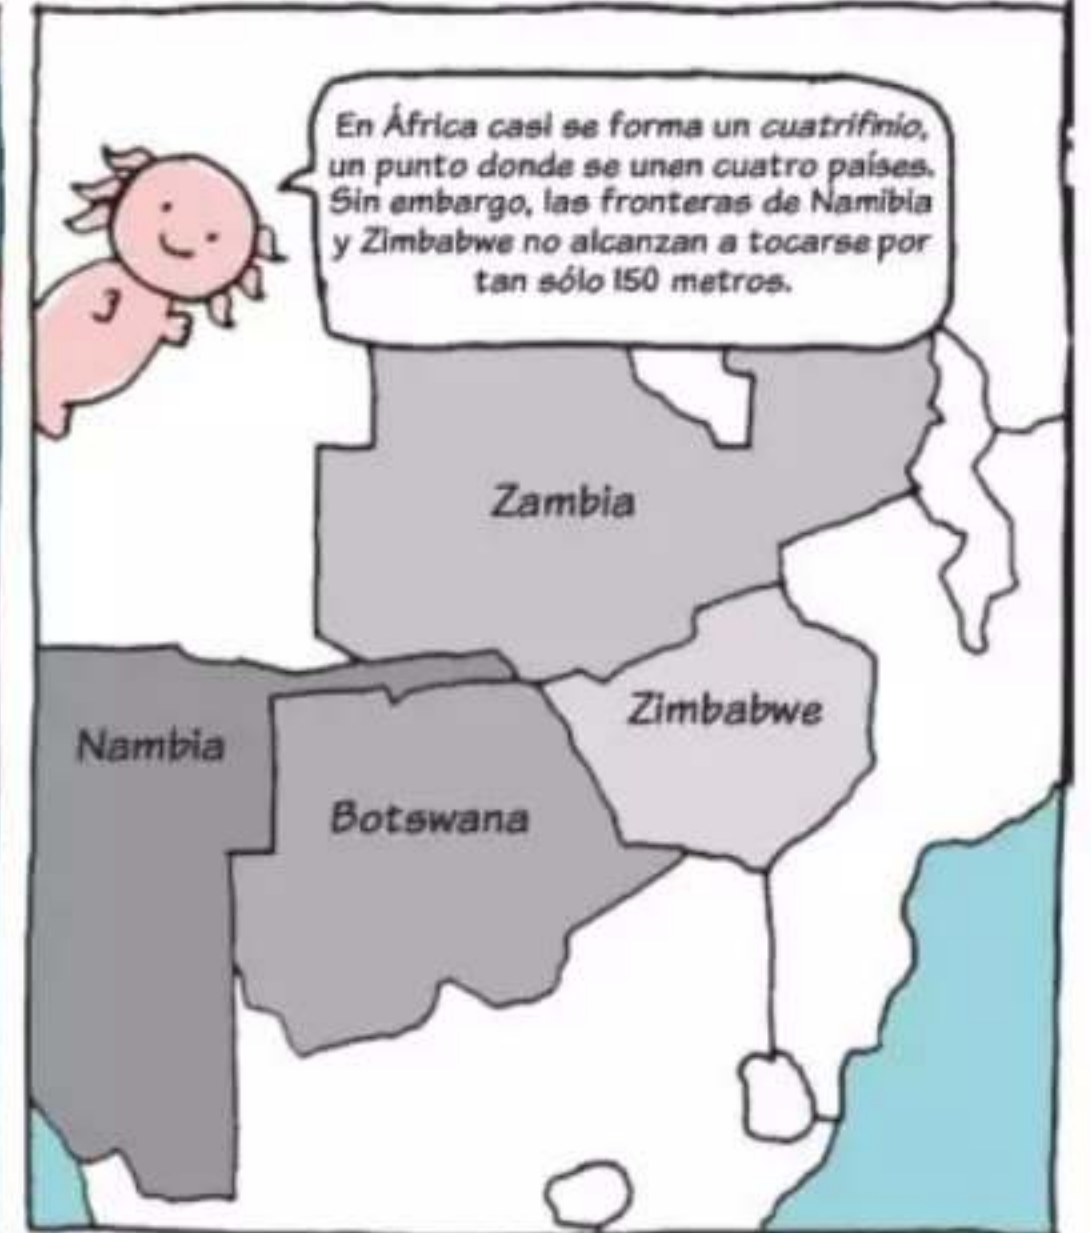 En África casi se forma un cuatrifinio,
un punto donde se unen cuatro países.
Sin embargo, las fronteras de Namibia
y Zimbabwe no alcanzan a tocarse por
tan sólo 150 metros.
Zambia
Zimbabwe
Nambia
Botswana